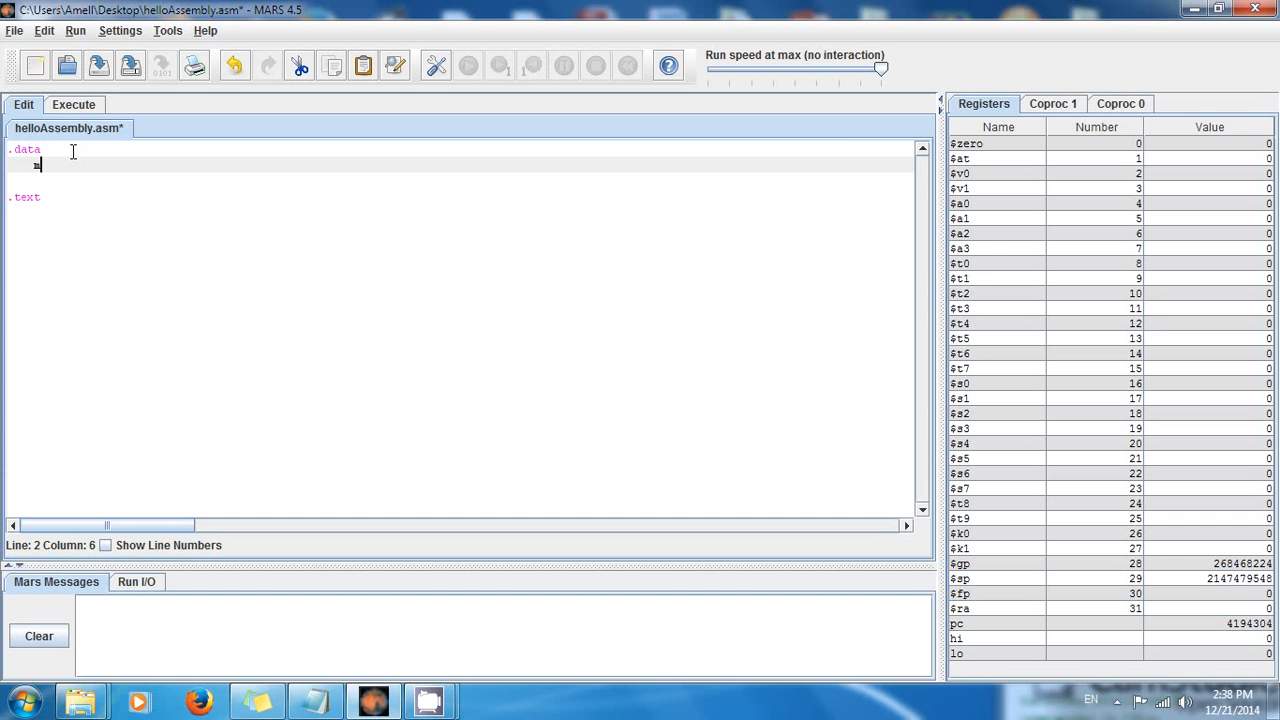 C:\Users\Amell\Desktop\helloAssembly.asm* - MARS 4.5
File Edit Run Settings Tools Help
Run speed at max (no interaction)
Edit Execute
helloAssembly.asm*
.data
m
.text
Line: 2 Column: 6 Show Line Numbers
Mars Messages Run I/O
Clear
Registers Coproc 1 Coproc 0
Name Number Value
$zero 0 0
$at 1 0
$v0 2 0
$v1 3 0
$a0 4 0
$a1 5 0
$a2 6 0
$a3 7 0
$t0 8 0
$t1 9 0
$t2 10 0
$t3 11 0
$t4 12 0
$t5 13 0
$t6 14 0
$t7 15 0
$s0 16 0
$s1 17 0
$s2 18 0
$s3 19 0
$s4 20 0
$s5 21 0
$s6 22 0
$s7 23 0
$t8 24 0
$t9 25 0
$k0 26 0
$k1 27 0
$gp 28 268468224
$sp 29 2147479548
$fp 30 0
$ra 31 0
pc 4194304
hi 0
lo 0
EN 2:38 PM
12/21/2014